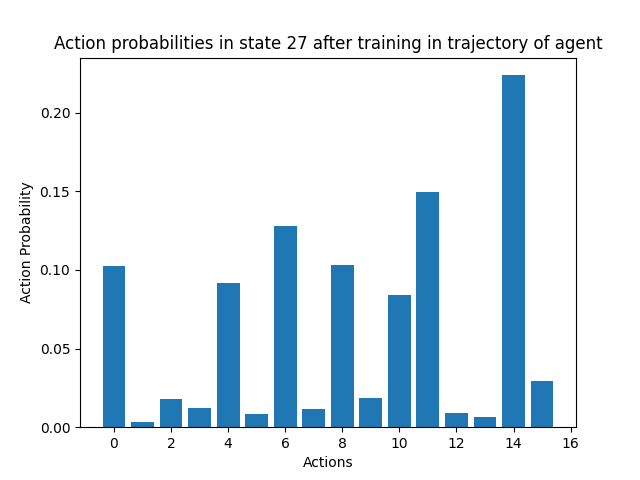 Action probabilities in state 27 after training in trajectory of agent
0.20
0.15
0.10
0.05
0.00
Action Probability
0 2 4 6 8 10 12 14 16
Actions